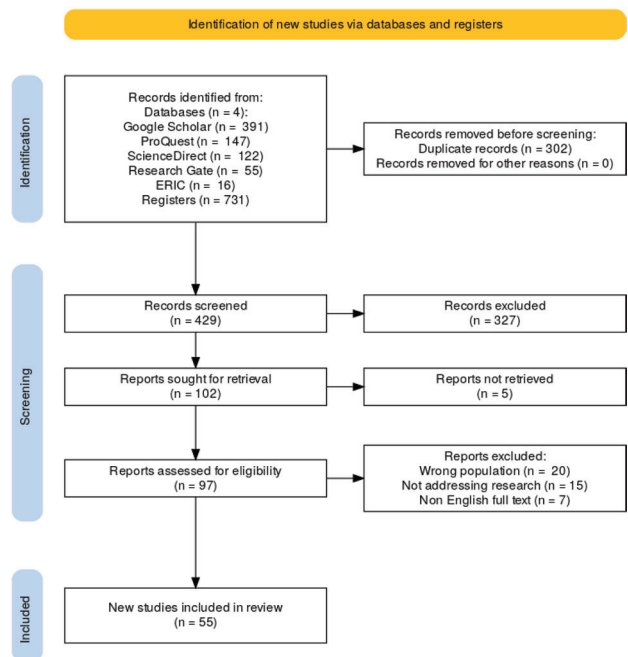 Identification of new studies via databases and registers
Identification
Records identified from:
Databases (n = 4):
Google Scholar (n = 391)
ProQuest (n = 147)
ScienceDirect (n = 122)
Research Gate (n = 55)
ERIC (n = 16)
Registers (n = 731)
Records removed before screening:
Duplicate records (n = 302)
Records removed for other reasons (n = 0)
Screening
Records screened
(n = 429)
Records excluded
(n = 327)
Reports sought for retrieval
(n = 102)
Reports not retrieved
(n = 5)
Reports assessed for eligibility
(n = 97)
Reports excluded:
Wrong population (n = 20)
Not addressing research (n = 15)
Non English full text (n = 7)
Included
New studies included in review
(n = 55)